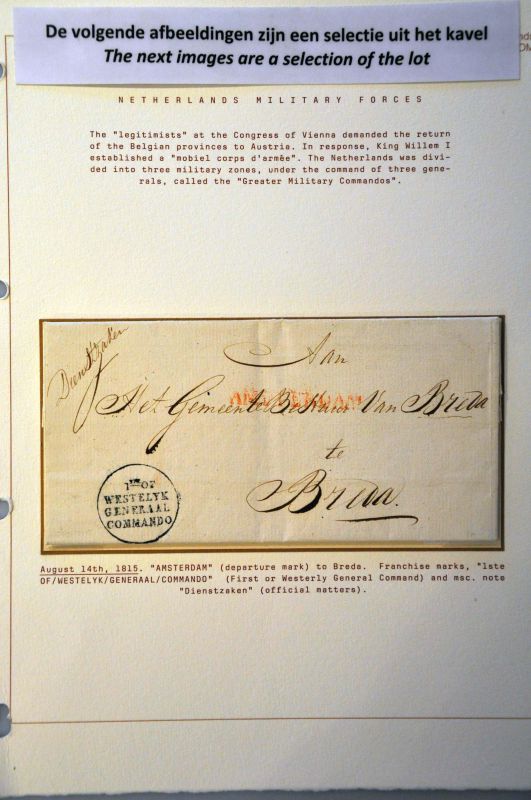 De volgende afbeeldingen zijn een selectie uit het kavel
The next images are a selection of the lot
NETHERLANDS MILITARY FORCES
The "legitimists" at the Congress of Vienna demanded the return
of the Belgian provinces to Austria. In response, King Willem I
established a "mobiel corps d'armée". The Netherlands was divi-
ded into three military zones, under the command of three gene-
rals, called the "Greater Military Commandos".
Dienstzaken
Aan
Het Gemeente Bestuur Van Breda
AMSTERDAM
te
Breda.
1STE OF
WESTELYK
GENERAAL
COMMANDO
August 14th, 1815. "AMSTERDAM" (departure mark) to Breda. Franchise marks, "1ste
OF/WESTELYK/GENERAAL/COMMANDO" (First or Westerly General Command) and msc. note
"Dienstzaken" (official matters).